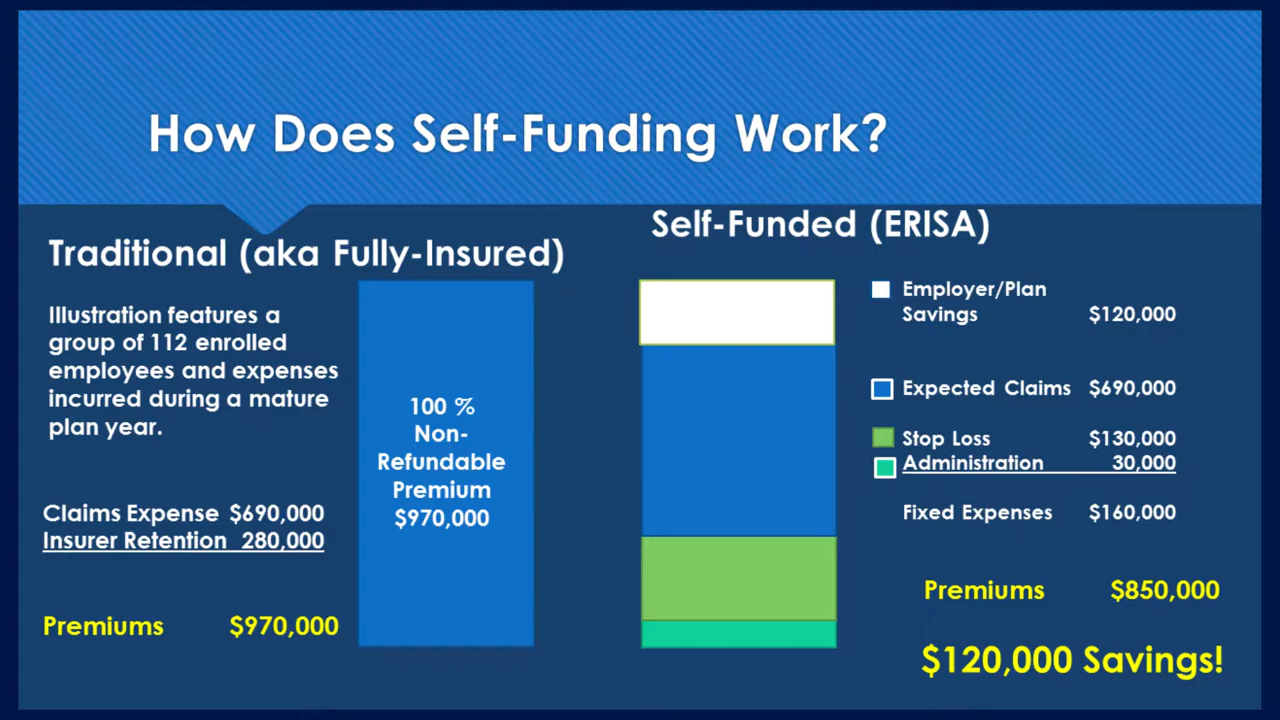 How Does Self-Funding Work?
Traditional (aka Fully-Insured)
Illustration features a
group of 112 enrolled
employees and expenses
incurred during a mature
plan year.
Claims Expense $690,000
Insurer Retention 280,000
Premiums $970,000
100 %
Non-
Refundable
Premium
$970,000
Self-Funded (ERISA)
Employer/Plan
Savings $120,000
Expected Claims $690,000
Stop Loss $130,000
Administration 30,000
Fixed Expenses $160,000
Premiums $850,000
$120,000 Savings!